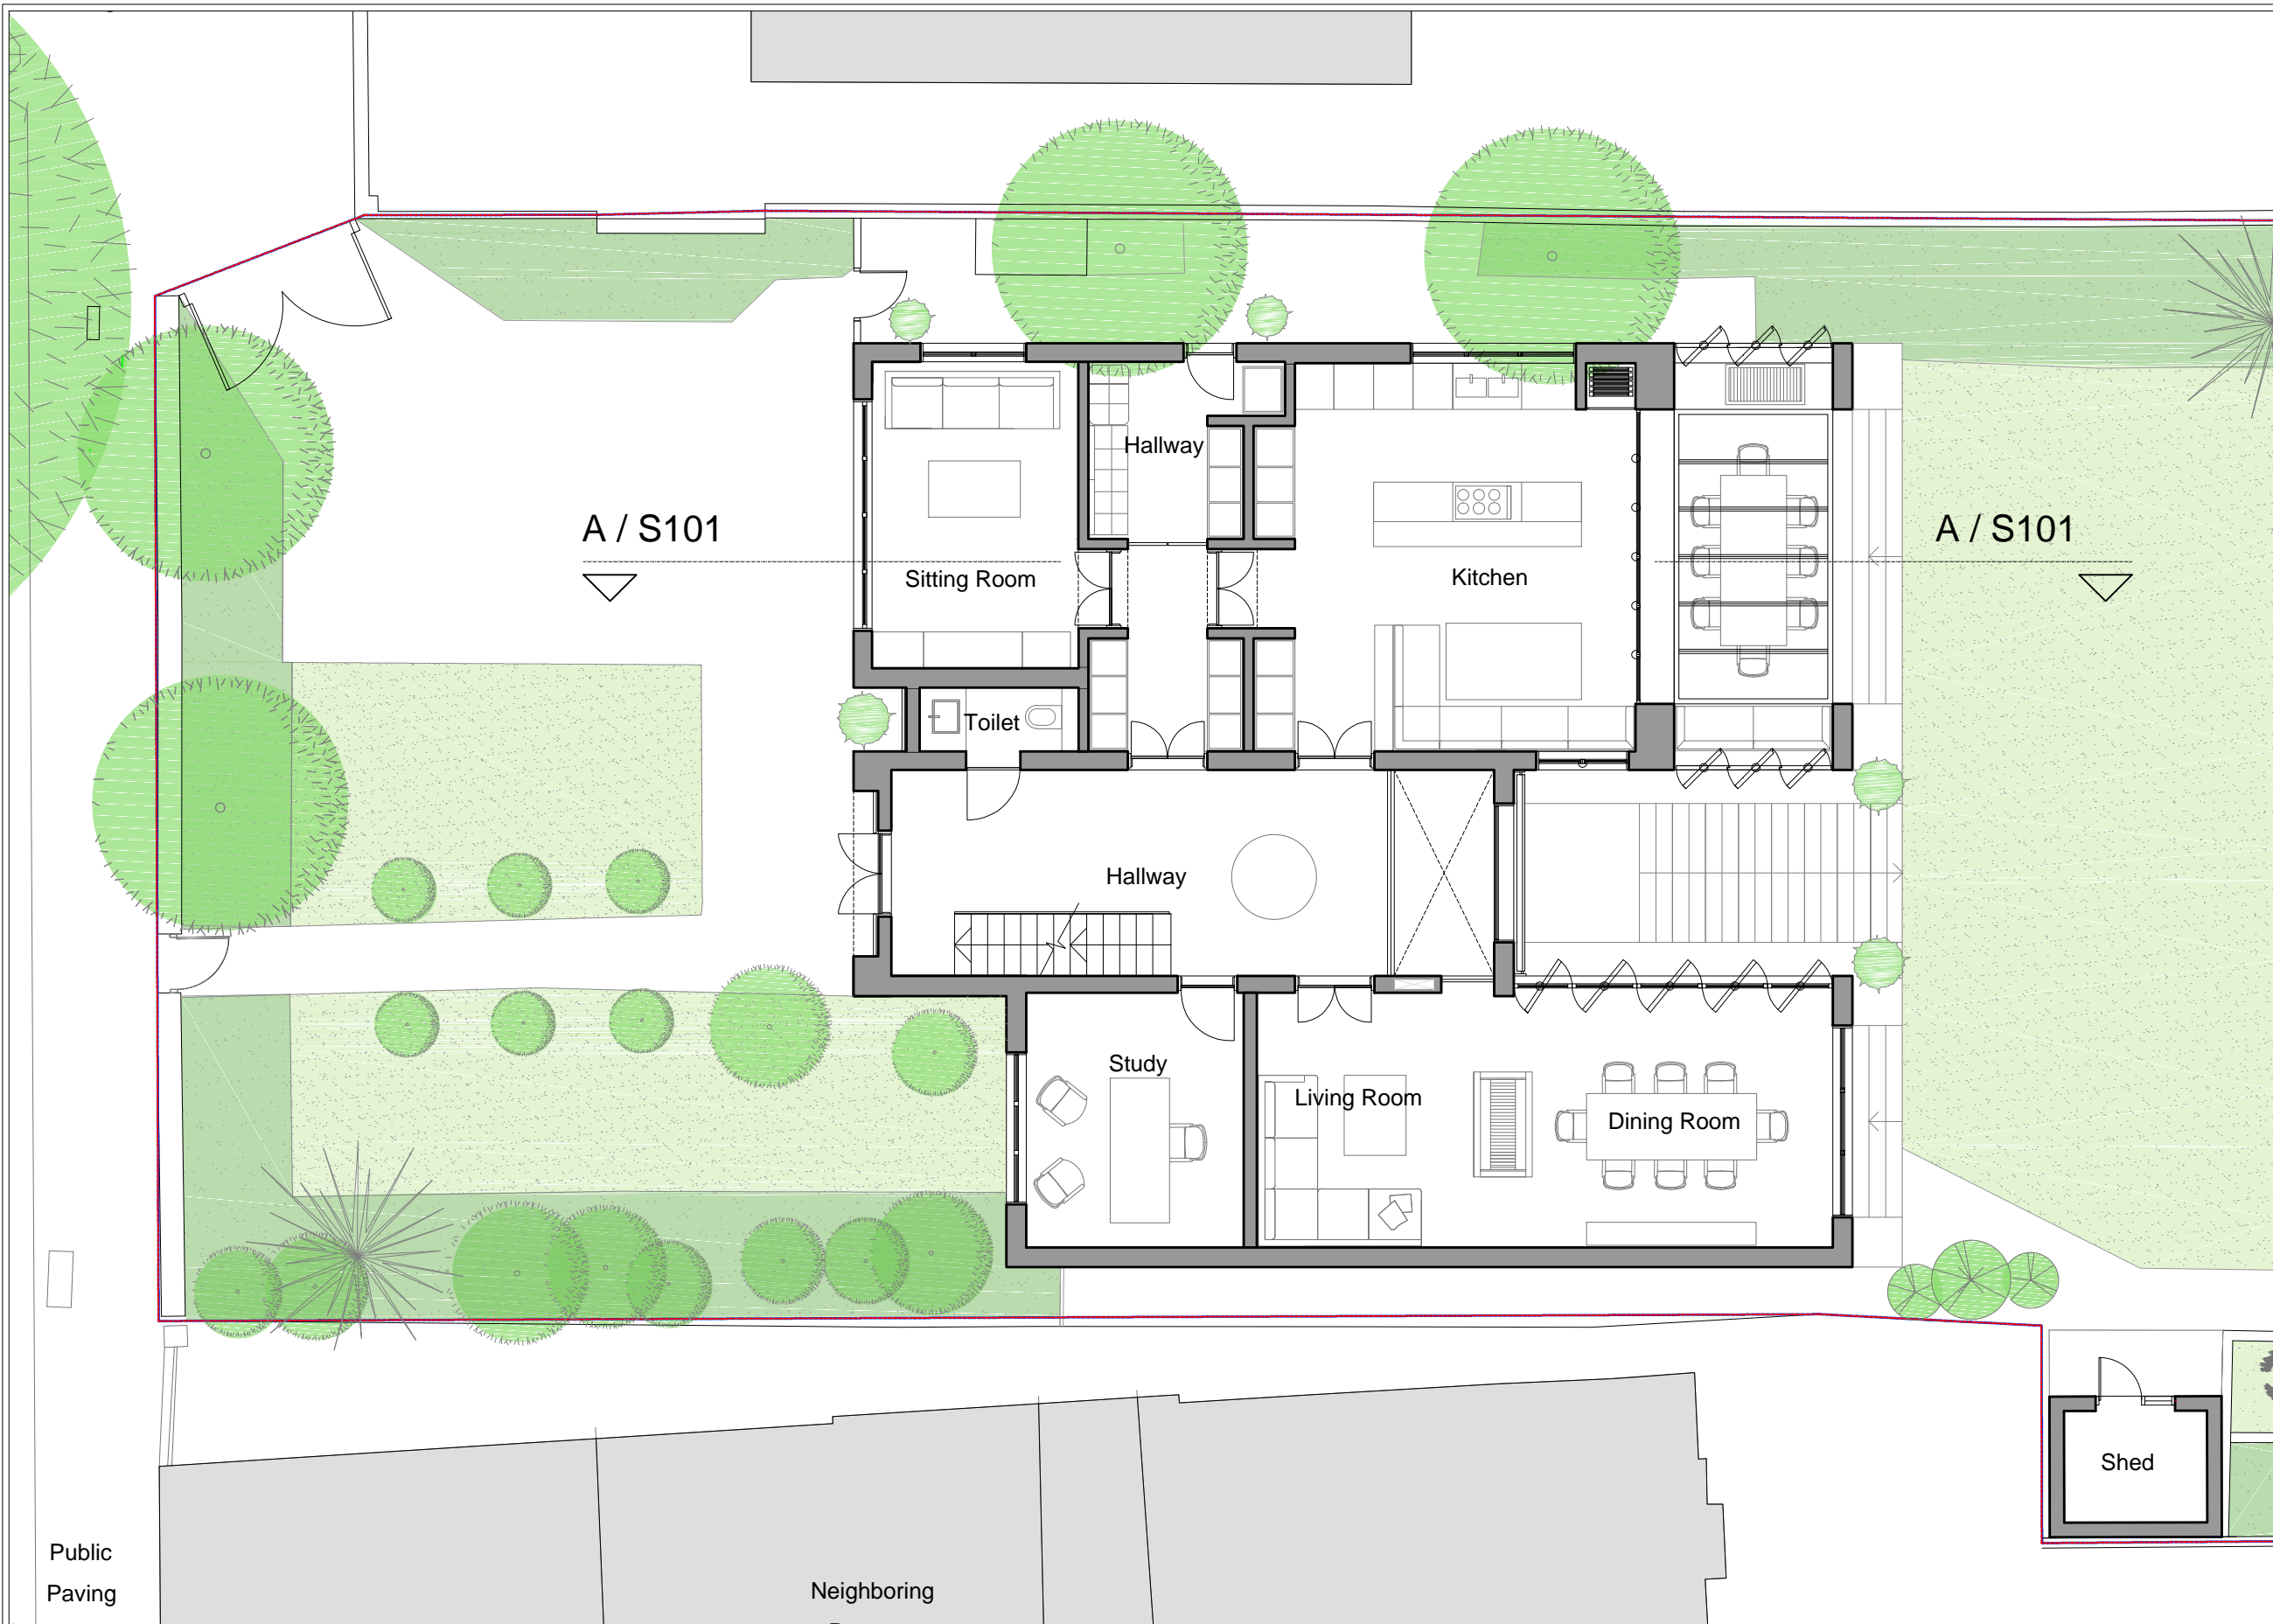 Hallway
A / S101
A / S101
Sitting Room
Kitchen
Toilet
Hallway
Study
Living Room
Dining Room
Shed
Public
Paving
Neighboring